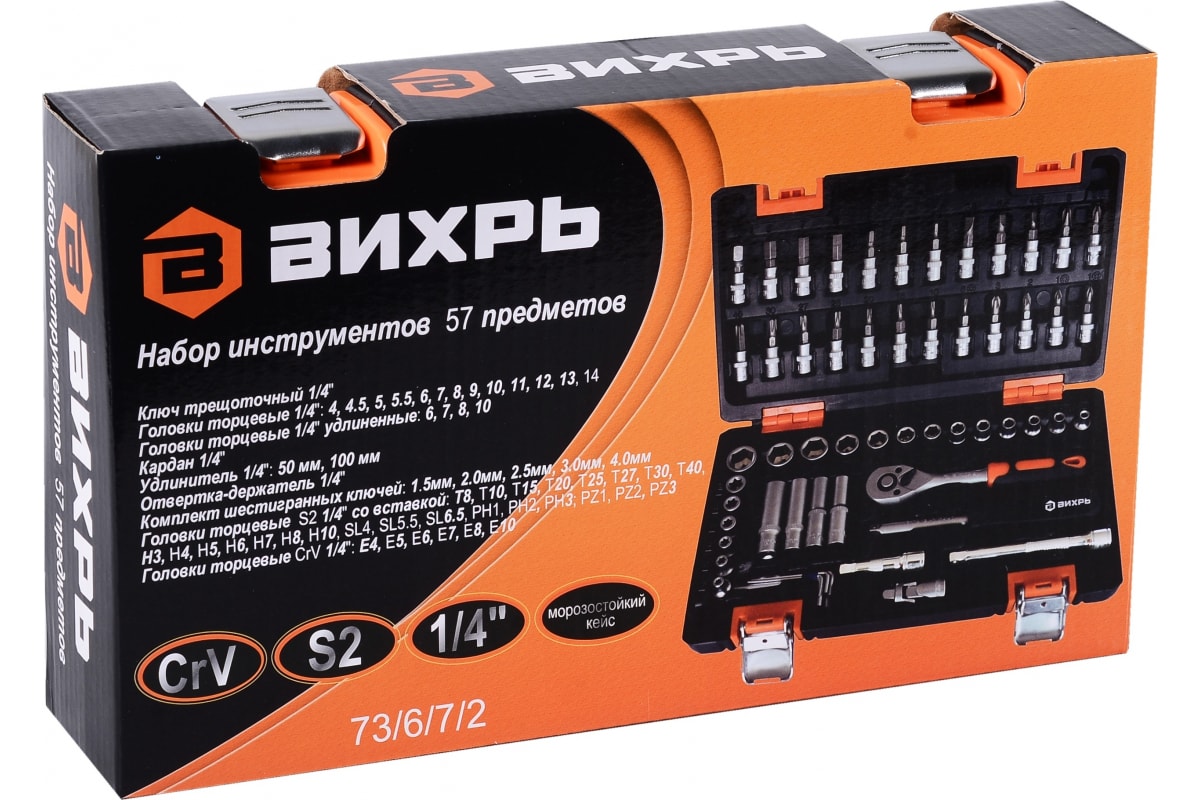 ВИХРЬ
ВИХРЬ
Набор инструментов 57 предметов
Ключ трещоточный 1/4"
Головки торцевые 1/4": 4, 4.5, 5, 5.5, 6, 7, 8, 9, 10, 11, 12, 13, 14
Головки торцевые 1/4" удлиненные: 6, 7, 8, 10
Кардан 1/4"
Удлинитель 1/4": 50 мм, 100 мм
Отвертка-держатель 1/4"
Комплект шестигранных ключей: 1.5мм, 2.0мм, 2.5мм, 3.0мм, 4.0мм
Головки торцевые S2 1/4" со вставкой: T8, T10, T15, T20, T25, T27, T30, T40,
H3, H4, H5, H6, H7, H8, H10, SL4, SL5.5, SL6.5, PH1, PH2, PH3; PZ1, PZ2, PZ3
Головки торцевые CrV 1/4": E4, E5, E6, E7, E8, E10
CrV
S2
1/4"
морозостойкий
кейс
73/6/7/2
ВИХРЬ
Набор инструментов 57 предметов
ВИХРЬ